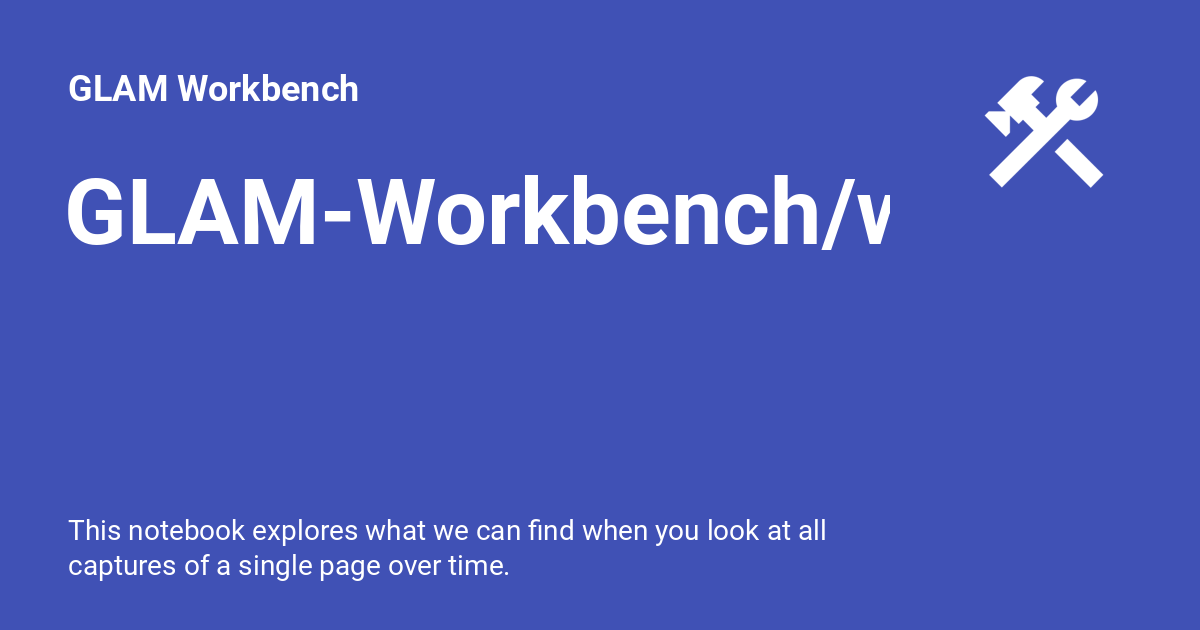 GLAM Workbench
GLAM-Workbench/
This notebook explores what we can find when you look at all
captures of a single page over time.